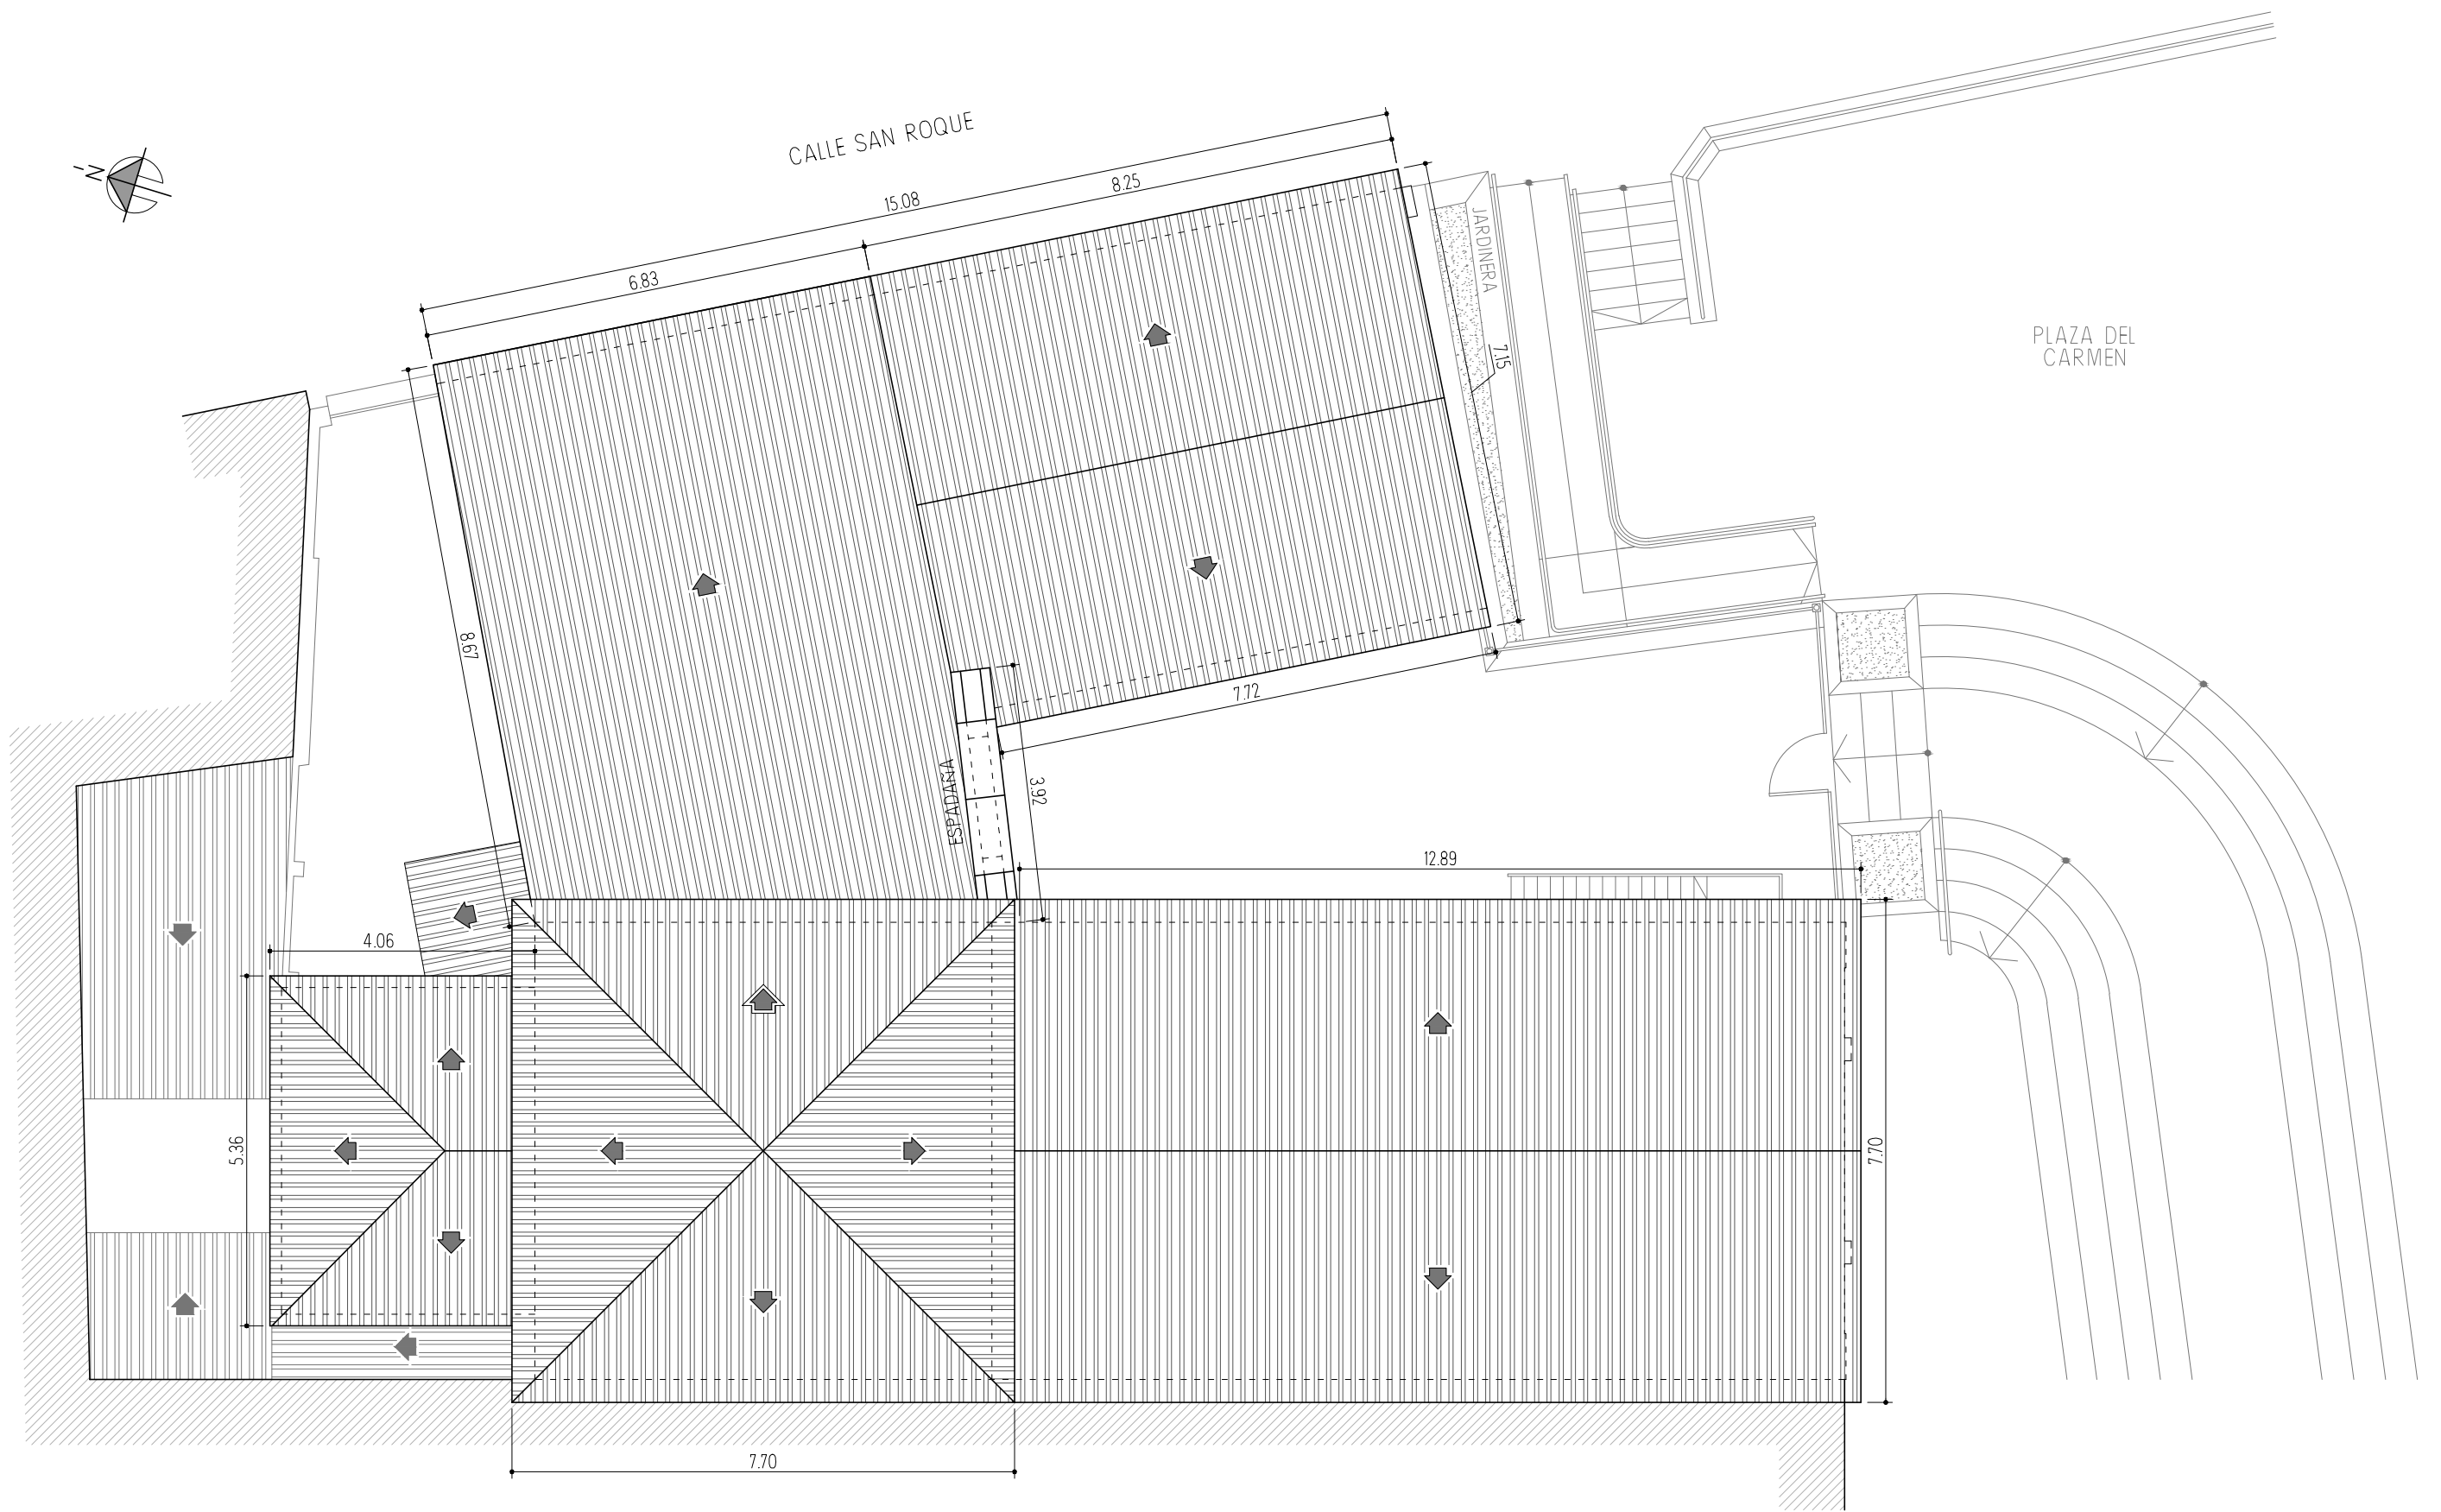 CALLE SAN ROQUE
N
15.08
8.25
6.83
JARDINERA
PLAZA DEL
CARMEN
7.15
8.67
7.72
ESPADAÑA
3.92
12.89
4.06
5.36
7.70
7.70